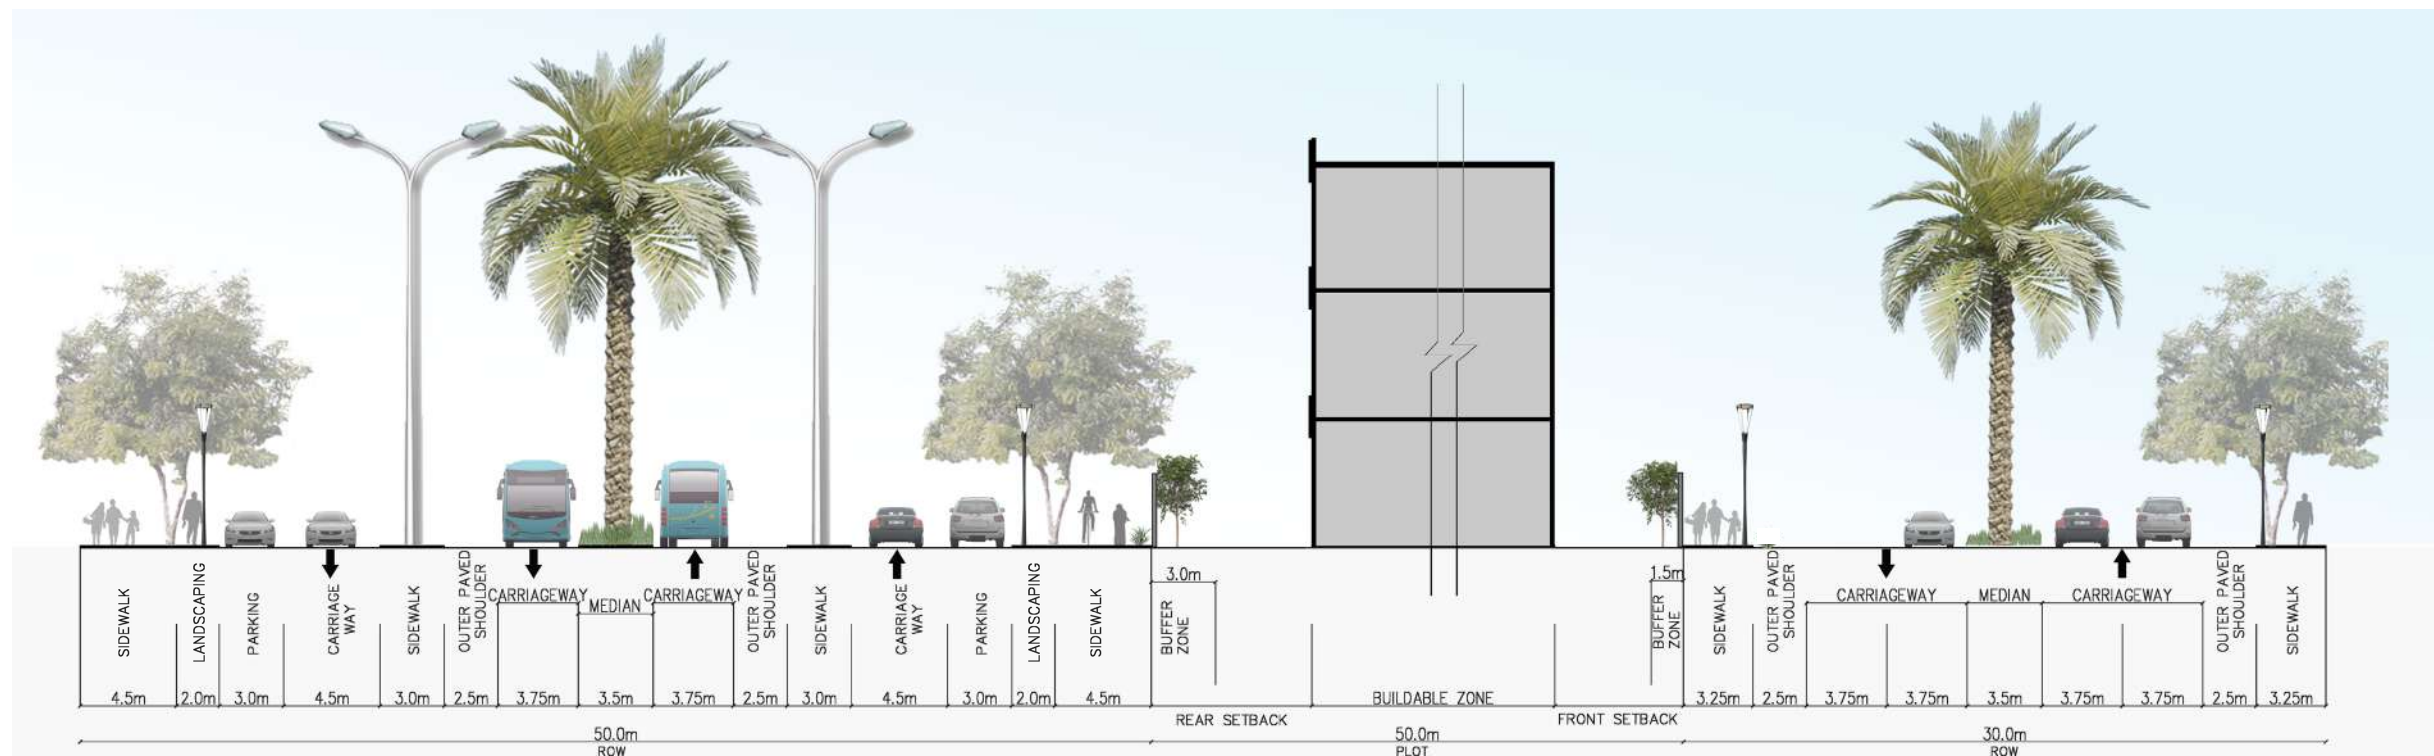 SIDEWALK
LANDSCAPING
PARKING
CARRIAGE
WAY
SIDEWALK
OUTER PAVED
SHOULDER
CARRIAGEWAY
MEDIAN
CARRIAGEWAY
OUTER PAVED
SHOULDER
SIDEWALK
CARRIAGE
WAY
PARKING
LANDSCAPING
SIDEWALK
3.0m
BUFFER
ZONE
1.5m
BUFFER
ZONE
SIDEWALK
OUTER PAVED
SHOULDER
CARRIAGEWAY
MEDIAN
CARRIAGEWAY
OUTER PAVED
SHOULDER
SIDEWALK
4.5m 2.0m 3.0m 4.5m 3.0m 2.5m 3.75m 3.5m 3.75m 2.5m 3.0m 4.5m 3.0m 2.0m 4.5m BUILDABLE ZONE 3.25m 2.5m 3.75m 3.75m 3.5m 3.75m 3.75m 2.5m 3.25m
REAR SETBACK FRONT SETBACK
50.0m 50.0m 30.0m
ROW PLOT ROW